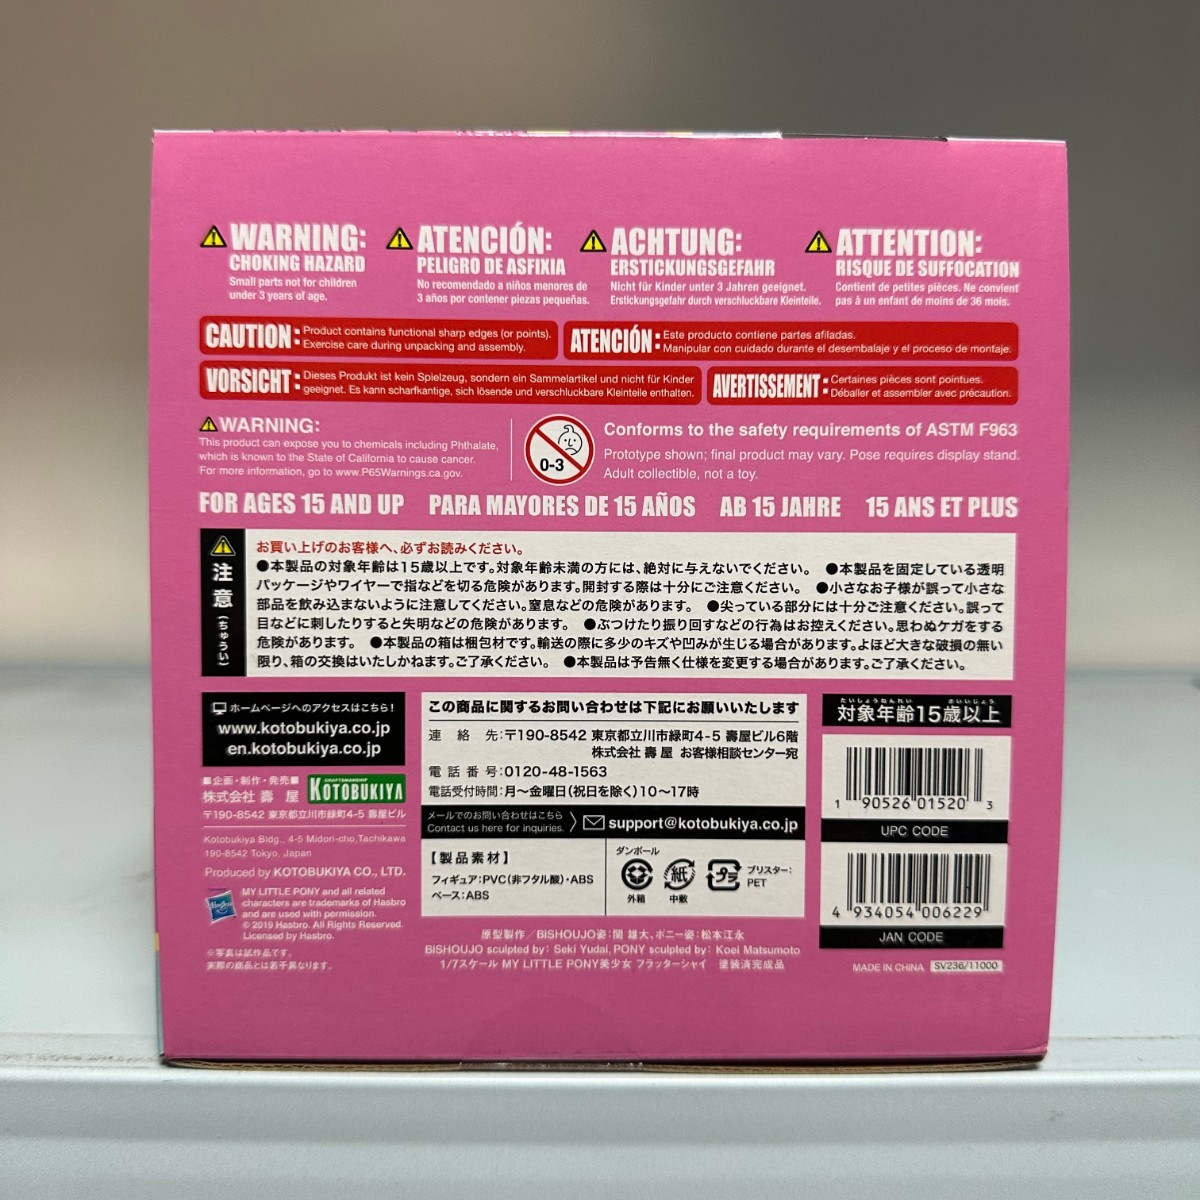 WARNING:
CHOKING HAZARD
Small parts not for children
under 3 years of age.
ATENCIÓN:
PELIGRO DE ASFIXIA
No recomendado a niños menores de
3 años por contener piezas pequeñas.
ACHTUNG:
ERSTICKUNGSGEFAHR
Nicht für Kinder unter 3 Jahren geeignet.
Erstickungsgefahr durch verschluckbare Kleinteile.
ATTENTION:
RISQUE DE SUFFOCATION
Contient de petites pièces. Ne convient
pas à un enfant de moins de 36 mois.
CAUTION: Product contains functional sharp edges (or points).
Exercise care during unpacking and assembly.
ATENCIÓN: Este producto contiene partes afiladas.
Manipular con cuidado durante el desembalaje y el proceso de montaje.
VORSICHT: Dieses Produkt ist kein Spielzeug, sondern ein Sammelartikel und nicht für Kinder
geeignet. Es kann scharfkantige, sich lösende und verschluckbare Kleinteile enthalten.
AVERTISSEMENT: Certaines pièces sont pointues.
Déballer et assembler avec précaution.
WARNING:
This product can expose you to chemicals including Phthalate,
which is known to the State of California to cause cancer.
For more information, go to www.P65Warnings.ca.gov.
0-3
Conforms to the safety requirements of ASTM F963
Prototype shown; final product may vary. Pose requires display stand.
Adult collectible, not a toy.
FOR AGES 15 AND UP PARA MAYORES DE 15 AÑOS AB 15 JAHRE 15 ANS ET PLUS
注意(ちゅうい)
お買い上げのお客様へ、必ずお読みください。
●本製品の対象年齢は15歳以上です。対象年齢未満の方には、絶対に与えないでください。 ●本製品を固定している透明
パッケージやワイヤーで指などを切る危険があります。開封する際は十分にご注意ください。 ●小さなお子様が誤って小さな
部品を飲み込まないように注意してください。窒息などの危険があります。 ●尖っている部分には十分ご注意ください。誤って
目などに刺したりすると失明などの危険があります。 ●ぶつけたり振り回すなどの行為はお控えください。思わぬケガをする
危険があります。 ●本製品の箱は梱包材です。輸送の際に多少のキズや凹みが生じる場合があります。よほど大きな破損の無い
限り、箱の交換はいたしかねます。ご了承ください。 ●本製品は予告無く仕様を変更する場合があります。ご了承ください。
ホームページへのアクセスはこちら!
www.kotobukiya.co.jp
en.kotobukiya.co.jp
■企画・制作・発売■
株式会社 壽 屋
CRAFTSMANSHIP
KOTOBUKIYA
〒190-8542 東京都立川市緑町4-5 壽屋ビル
Kotobukiya Bldg., 4-5 Midori-cho,Tachikawa
190-8542 Tokyo, Japan
Produced by KOTOBUKIYA CO., LTD.
Hasbro
MY LITTLE PONY and all related
characters are trademarks of Hasbro
and are used with permission.
© 2019 Hasbro. All Rights Reserved.
Licensed by Hasbro.
※写真は試作品です。
実際の商品とは若干異なります。
この商品に関するお問い合わせは下記にお願いいたします
連 絡 先:〒190-8542 東京都立川市緑町4-5 壽屋ビル6階
株式会社 壽 屋 お客様相談センター宛
電 話 番 号:0120-48-1563
電話受付時間:月〜金曜日(祝日を除く)10〜17時
メールでのお問い合わせはこちら
Contact us here for inquiries.
support@kotobukiya.co.jp
【製品素材】
フィギュア:PVC(非フタル酸)・ABS
ベース:ABS
ダンボール
外箱
紙
中敷
プラ
ブリスター:
PET
原型製作/BISHOUJO姿:関 雄大、ポニー姿:松本江永
BISHOUJO sculpted by: Seki Yudai, PONY sculpted by: Koei Matsumoto
1/7スケール MY LITTLE PONY美少女 フラッターシャイ 塗装済完成品
たいしょうねんれい さいいじょう
対象年齢15歳以上
1 90526 01520 3
UPC CODE
4 934054 006229
JAN CODE
MADE IN CHINA SV236/11000